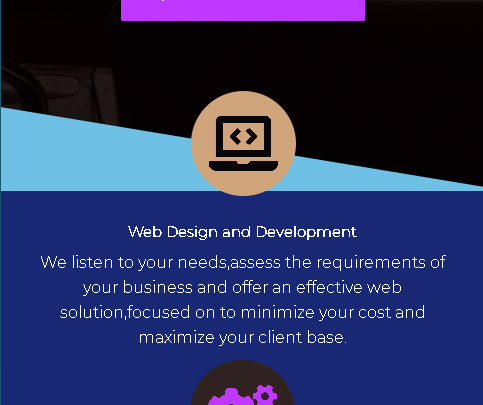 Web Design and Development
We listen to your needs,assess the requirements of
your business and offer an effective web
solution,focused on to minimize your cost and
maximize your client base.